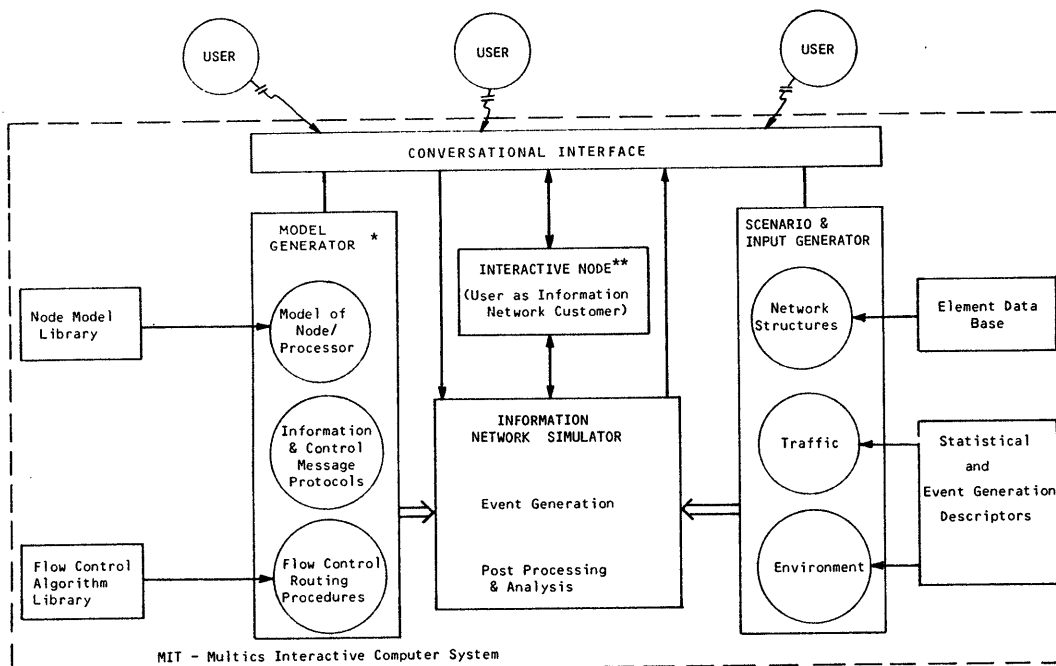 USER
USER
USER
CONVERSATIONAL INTERFACE
MODEL
GENERATOR *
Model of
Node/
Processor
Information
& Control
Message
Protocols
Flow Control
Routing
Procedures
Node Model
Library
Flow Control
Algorithm
Library
INTERACTIVE NODE**
(User as Information
Network Customer)
INFORMATION
NETWORK SIMULATOR
Event Generation
Post Processing
& Analysis
SCENARIO &
INPUT GENERATOR
Network
Structures
Traffic
Environment
Element Data
Base
Statistical
and
Event Generation
Descriptors
MIT - Multics Interactive Computer System